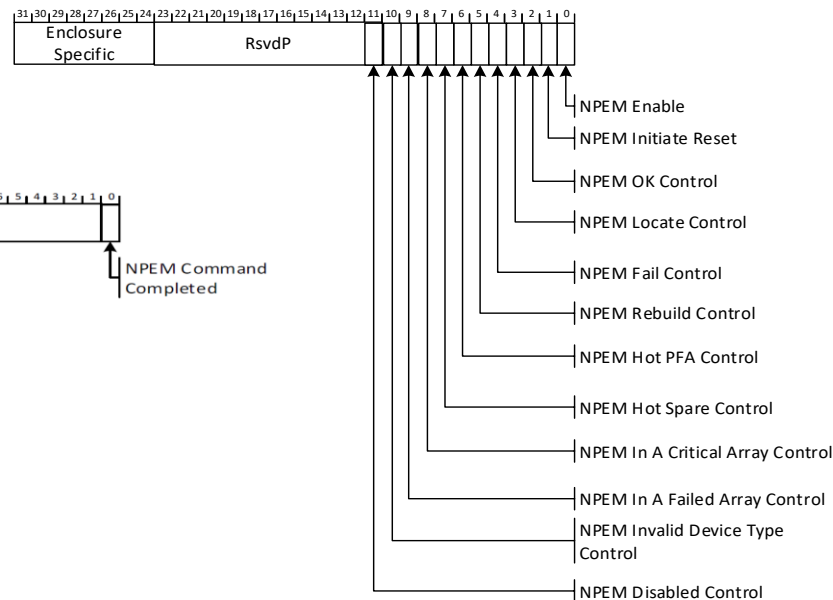 31 30 29 28 27 26 25 24 23 22 21 20 19 18 17 16 15 14 13 12 11 10 9 8 7 6 5 4 3 2 1 0
Enclosure
Specific
RsvdP
NPEM Enable
NPEM Initiate Reset
NPEM OK Control
5 4 3 2 1 0
NPEM Locate Control
NPEM Command
Completed
NPEM Fail Control
NPEM Rebuild Control
NPEM Hot PFA Control
NPEM Hot Spare Control
NPEM In A Critical Array Control
NPEM In A Failed Array Control
NPEM Invalid Device Type
Control
NPEM Disabled Control